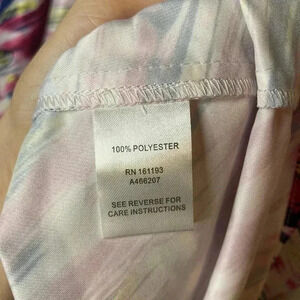 100% POLYESTER
RN 161193
A466207
SEE REVERSE FOR
CARE INSTRUCTIONS